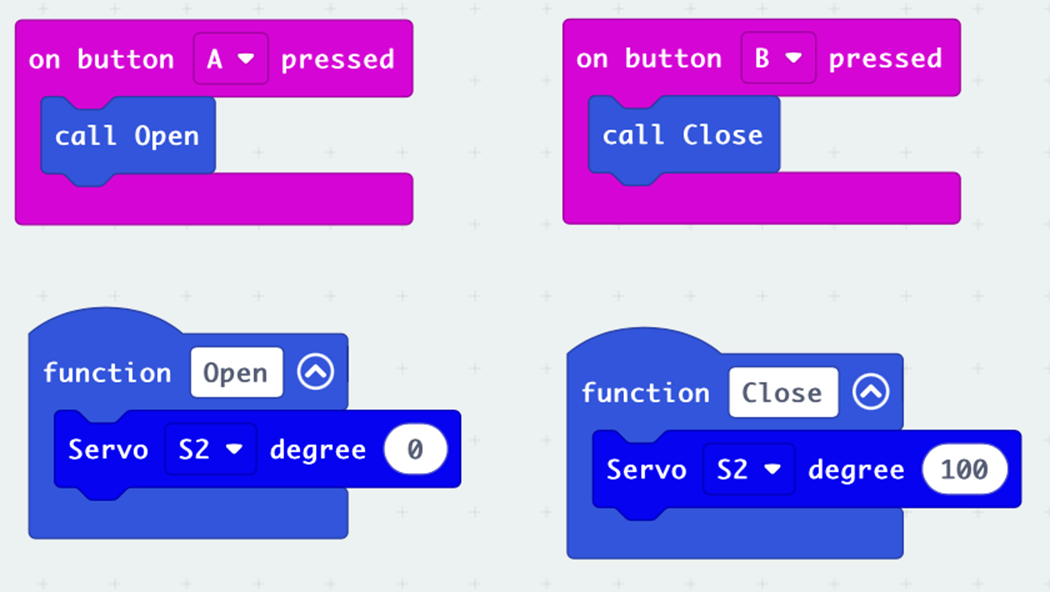 on button A pressed
call Open
on button B pressed
call Close
function Open
Servo S2 degree 0
function Close
Servo S2 degree 100